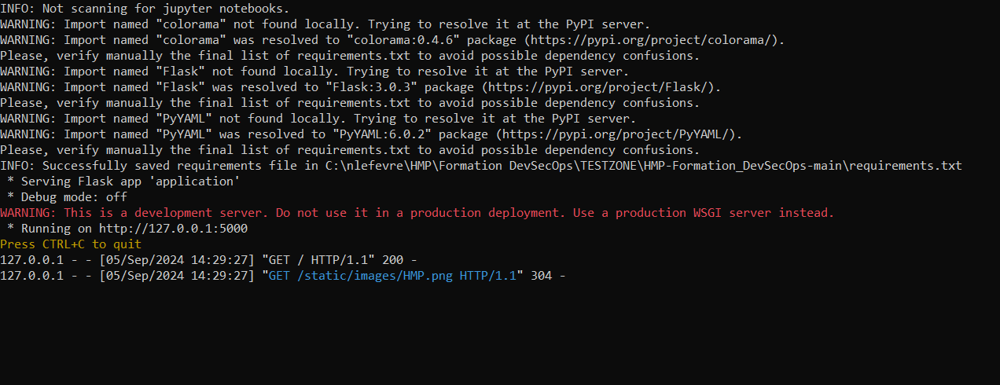 INFO: Not scanning for jupyter notebooks.
WARNING: Import named "colorama" not found locally. Trying to resolve it at the PyPI server.
WARNING: Import named "colorama" was resolved to "colorama:0.4.6" package (https://pypi.org/project/colorama/).
Please, verify manually the final list of requirements.txt to avoid possible dependency confusions.
WARNING: Import named "Flask" not found locally. Trying to resolve it at the PyPI server.
WARNING: Import named "Flask" was resolved to "Flask:3.0.3" package (https://pypi.org/project/Flask/).
Please, verify manually the final list of requirements.txt to avoid possible dependency confusions.
WARNING: Import named "PyYAML" not found locally. Trying to resolve it at the PyPI server.
WARNING: Import named "PyYAML" was resolved to "PyYAML:6.0.2" package (https://pypi.org/project/PyYAML/).
Please, verify manually the final list of requirements.txt to avoid possible dependency confusions.
INFO: Successfully saved requirements file in C:\nlefevre\HMP\Formation DevSecOps\TESTZONE\HMP-Formation_DevSecOps-main\requirements.txt
 * Serving Flask app 'application'
 * Debug mode: off
WARNING: This is a development server. Do not use it in a production deployment. Use a production WSGI server instead.
 * Running on http://127.0.0.1:5000
Press CTRL+C to quit
127.0.0.1 - - [05/Sep/2024 14:29:27] "GET / HTTP/1.1" 200 -
127.0.0.1 - - [05/Sep/2024 14:29:27] "GET /static/images/HMP.png HTTP/1.1" 304 -